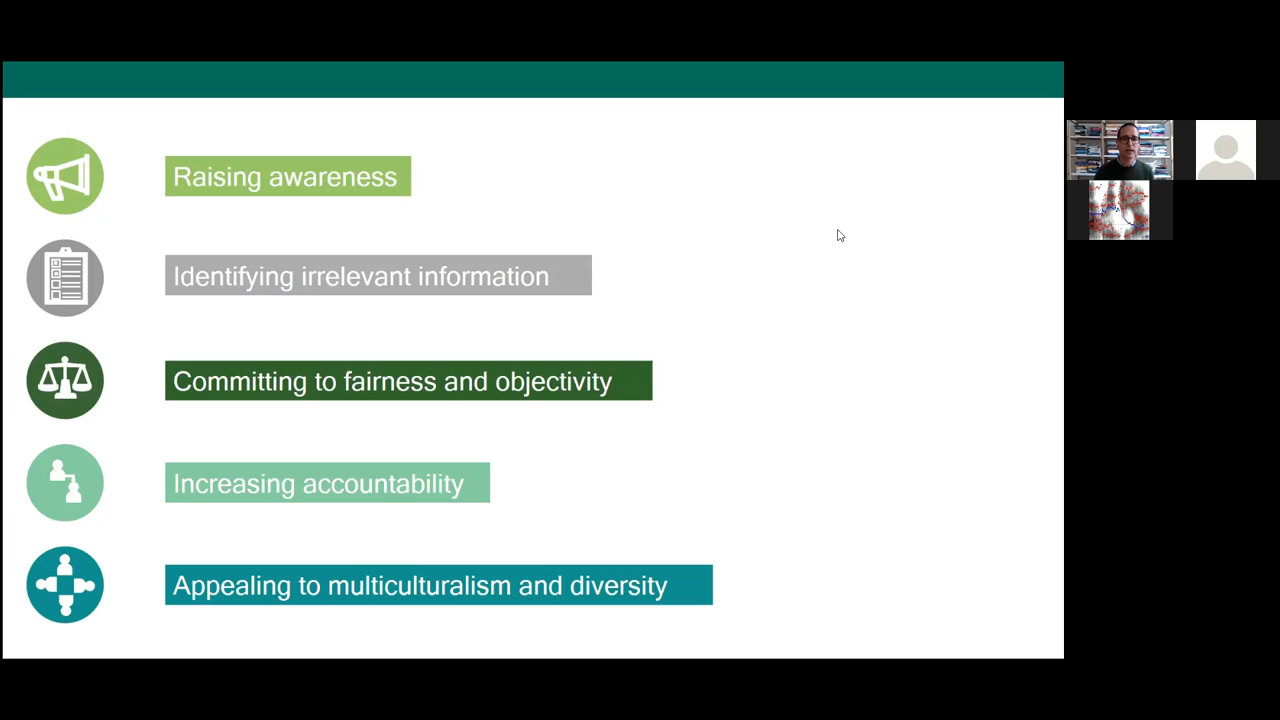 Raising awareness
Identifying irrelevant information
Committing to fairness and objectivity
Increasing accountability
Appealing to multiculturalism and diversity